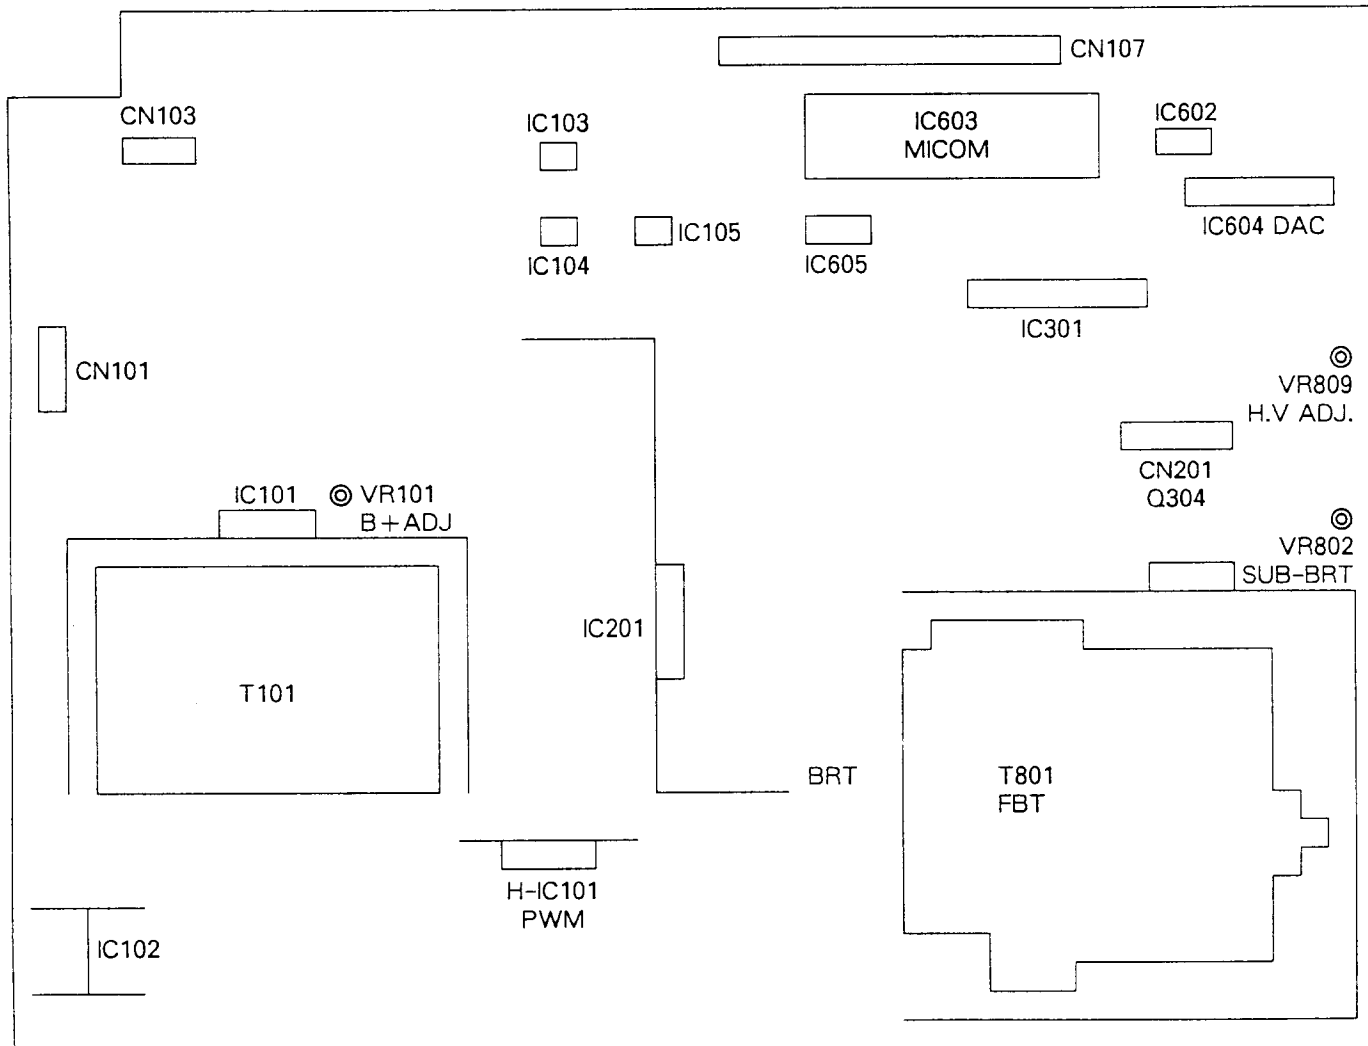 CN107
CN103
IC103
IC603
MICOM
IC602
IC604 DAC
IC104
IC105
IC605
IC301
CN101
VR809
H.V ADJ.
CN201
Q304
IC101
VR101
B+ADJ
VR802
SUB-BRT
IC201
T101
BRT
T801
FBT
H-IC101
PWM
IC102